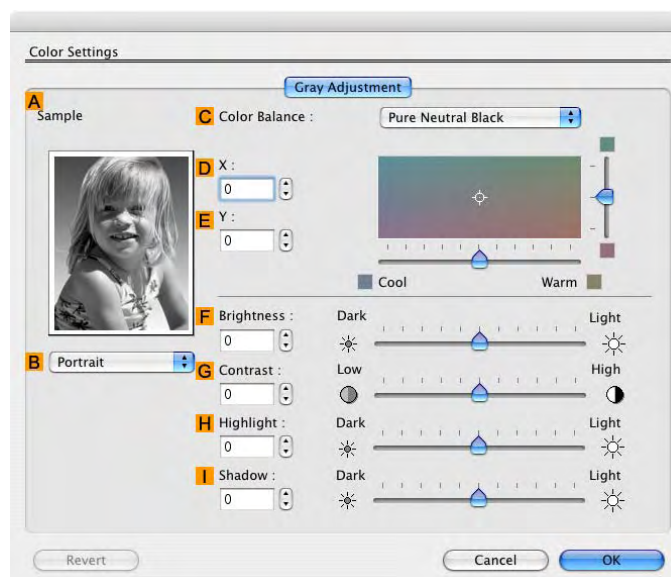 Color Settings
Gray Adjustment
A
Sample
C Color Balance : Pure Neutral Black
D X :
0
E Y :
0
Cool Warm
F Brightness : Dark Light
0
B Portrait
G Contrast : Low High
0
H Highlight : Dark Light
0
I Shadow : Dark Light
0
Revert Cancel OK